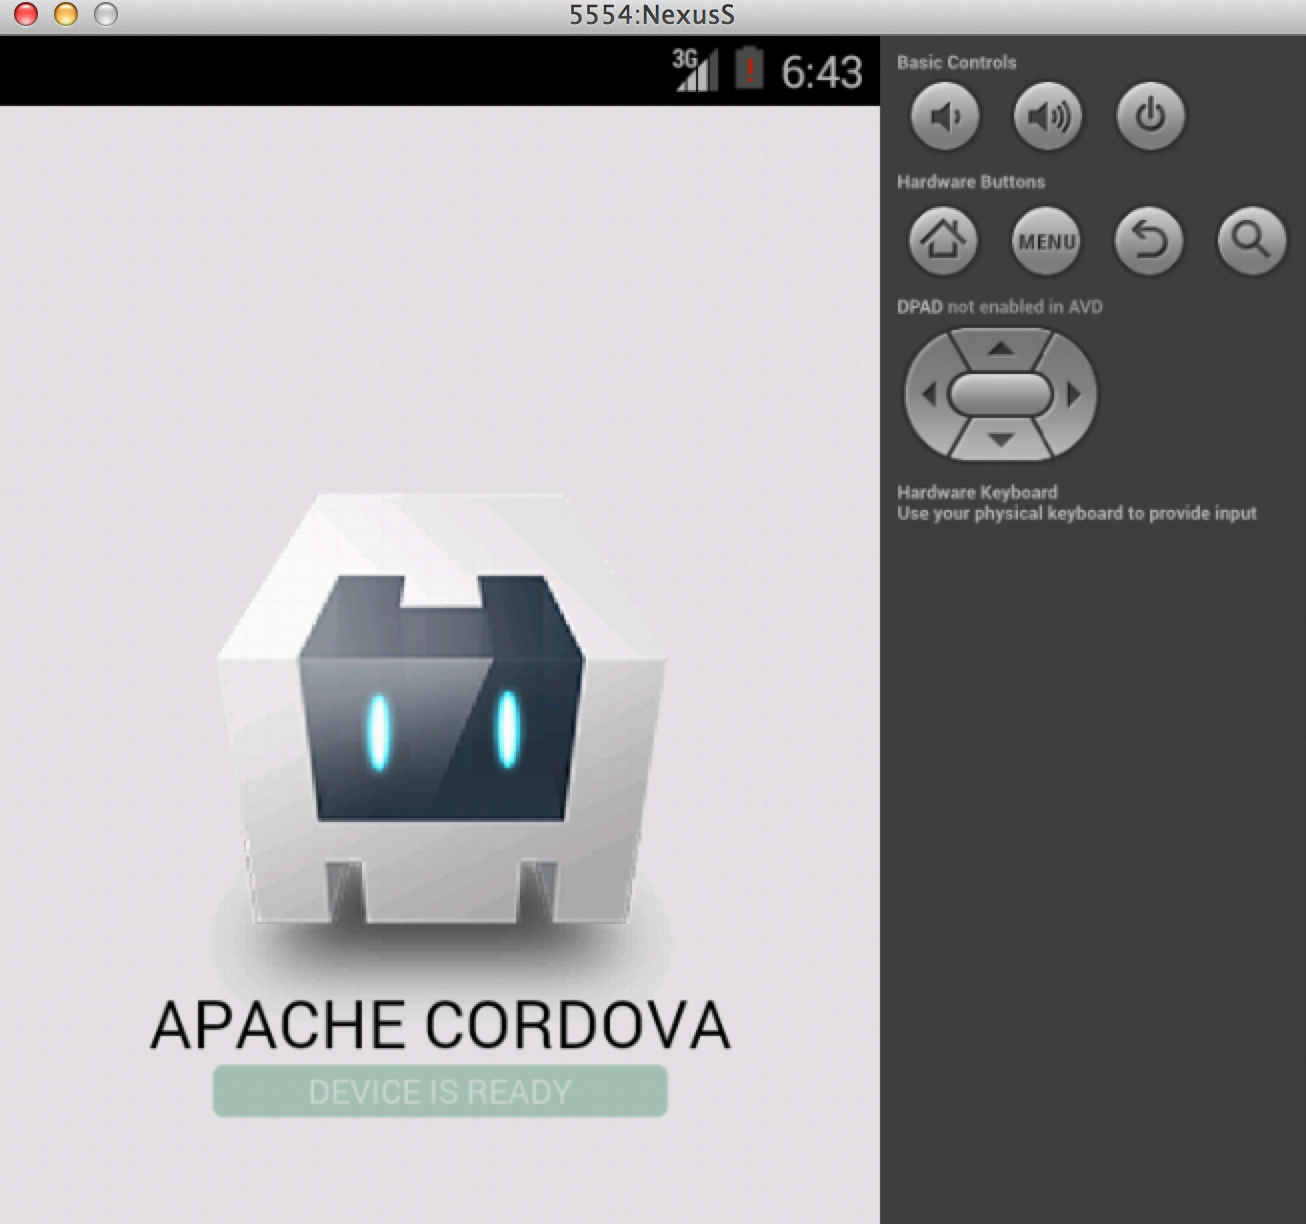 5554:NexusS
3G 6:43
APACHE CORDOVA
DEVICE IS READY
Basic Controls
Hardware Buttons
MENU
DPAD not enabled in AVD
Hardware Keyboard
Use your physical keyboard to provide input